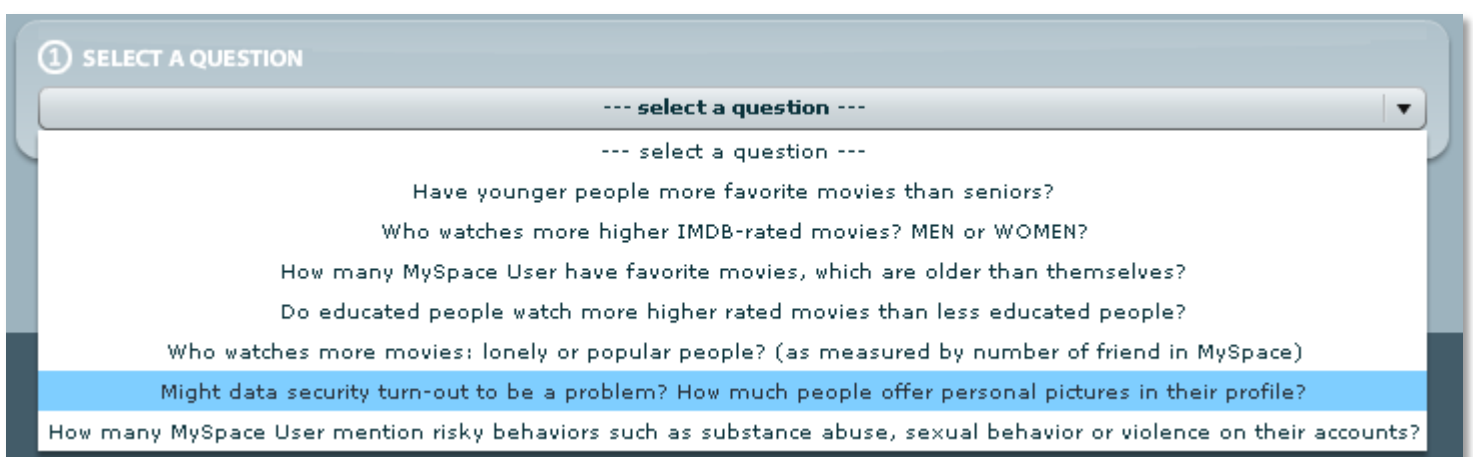 1 SELECT A QUESTION
--- select a question ---
--- select a question ---
Have younger people more favorite movies than seniors?
Who watches more higher IMDB-rated movies? MEN or WOMEN?
How many MySpace User have favorite movies, which are older than themselves?
Do educated people watch more higher rated movies than less educated people?
Who watches more movies: lonely or popular people? (as measured by number of friend in MySpace)
Might data security turn-out to be a problem? How much people offer personal pictures in their profile?
How many MySpace User mention risky behaviors such as substance abuse, sexual behavior or violence on their accounts?